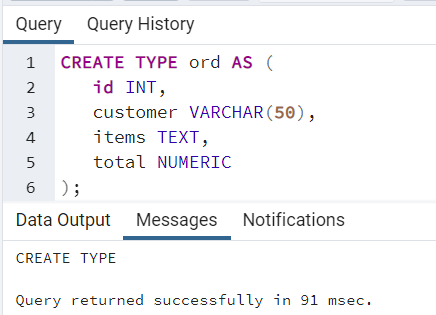 Query Query History
1 CREATE TYPE ord AS (
2 id INT,
3 customer VARCHAR(50),
4 items TEXT,
5 total NUMERIC
6 );
Data Output Messages Notifications
CREATE TYPE
Query returned successfully in 91 msec.